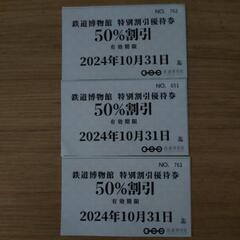 NO. 762
鉄道博物館 特別割引優待券
50%割引
有効期限
2024年10月31日 迄
NO. 651
鉄道博物館 特別割引優待券
50%割引
有効期限
2024年10月31日 迄
NO. 761
鉄道博物館 特別割引優待券
50%割引
有効期限
2024年10月31日 迄